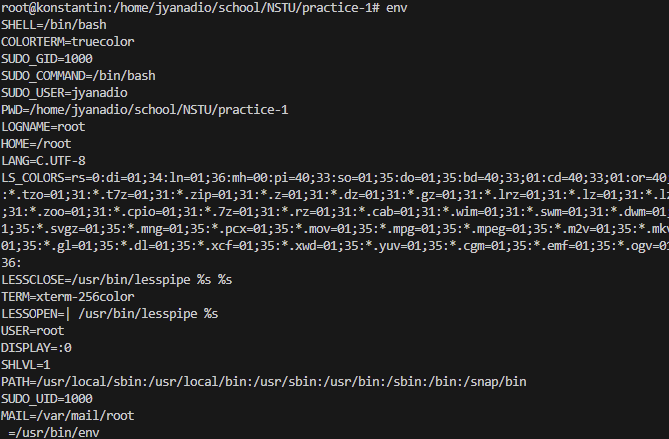 root@konstantin:/home/jyanadio/school/NSTU/practice-1# env
SHELL=/bin/bash
COLORTERM=truecolor
SUDO_GID=1000
SUDO_COMMAND=/bin/bash
SUDO_USER=jyanadio
PWD=/home/jyanadio/school/NSTU/practice-1
LOGNAME=root
HOME=/root
LANG=C.UTF-8
LS_COLORS=rs=0:di=01;34:ln=01;36:mh=00:pi=40;33:so=01;35:do=01;35:bd=40;33;01:cd=40;33;01:or=40;
:*.tzo=01;31:*.t7z=01;31:*.zip=01;31:*.z=01;31:*.dz=01;31:*.gz=01;31:*.lrz=01;31:*.lz=01;31:*.lz
;31:*.zoo=01;31:*.cpio=01;31:*.7z=01;31:*.rz=01;31:*.cab=01;31:*.wim=01;31:*.swm=01;31:*.dwm=01;
1;35:*.svgz=01;35:*.mng=01;35:*.pcx=01;35:*.mov=01;35:*.mpg=01;35:*.mpeg=01;35:*.m2v=01;35:*.mkv
01;35:*.gl=01;35:*.dl=01;35:*.xcf=01;35:*.xwd=01;35:*.yuv=01;35:*.cgm=01;35:*.emf=01;35:*.ogv=01
36:
LESSCLOSE=/usr/bin/lesspipe %s %s
TERM=xterm-256color
LESSOPEN=| /usr/bin/lesspipe %s
USER=root
DISPLAY=:0
SHLVL=1
PATH=/usr/local/sbin:/usr/local/bin:/usr/sbin:/usr/bin:/sbin:/bin:/snap/bin
SUDO_UID=1000
MAIL=/var/mail/root
_=/usr/bin/env